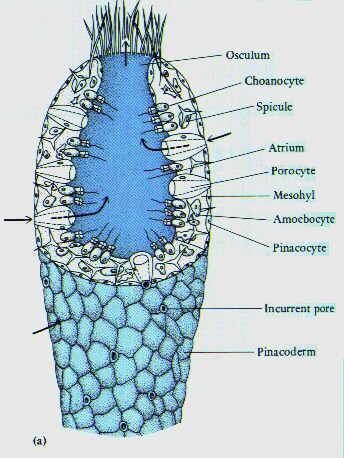 Osculum
Choanocyte
Spicule
Atrium
Porocyte
Mesohyl
Amoebocyte
Pinacocyte
Incurrent pore
Pinacoderm
(a)